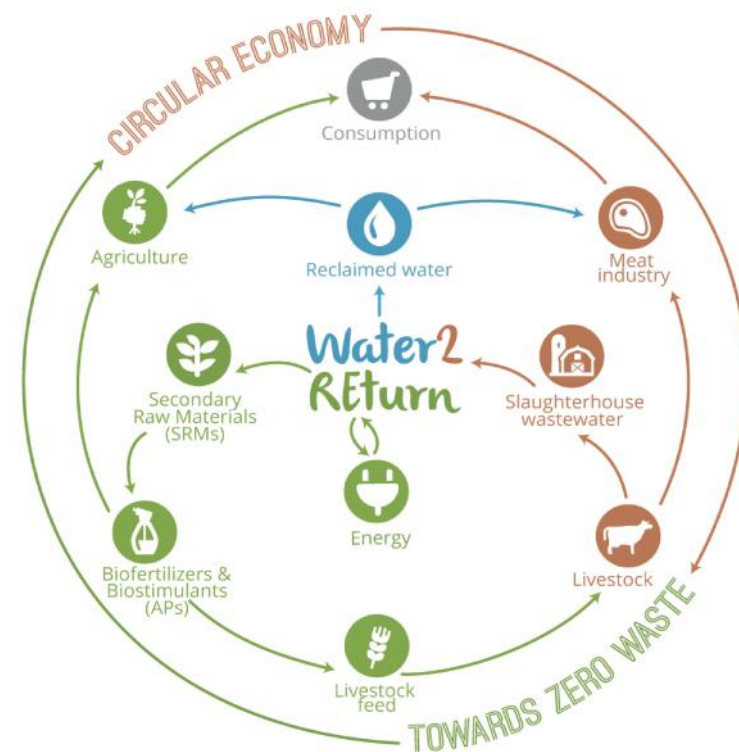 CIRCULAR ECONOMY
Consumption
Agriculture
Reclaimed water
Meat
industry
Water2
REturn
Secondary
Raw Materials
(SRMs)
Slaughterhouse
wastewater
Energy
Biofertilizers &
Biostimulants
(APs)
Livestock
Livestock
feed
TOWARDS ZERO WASTE